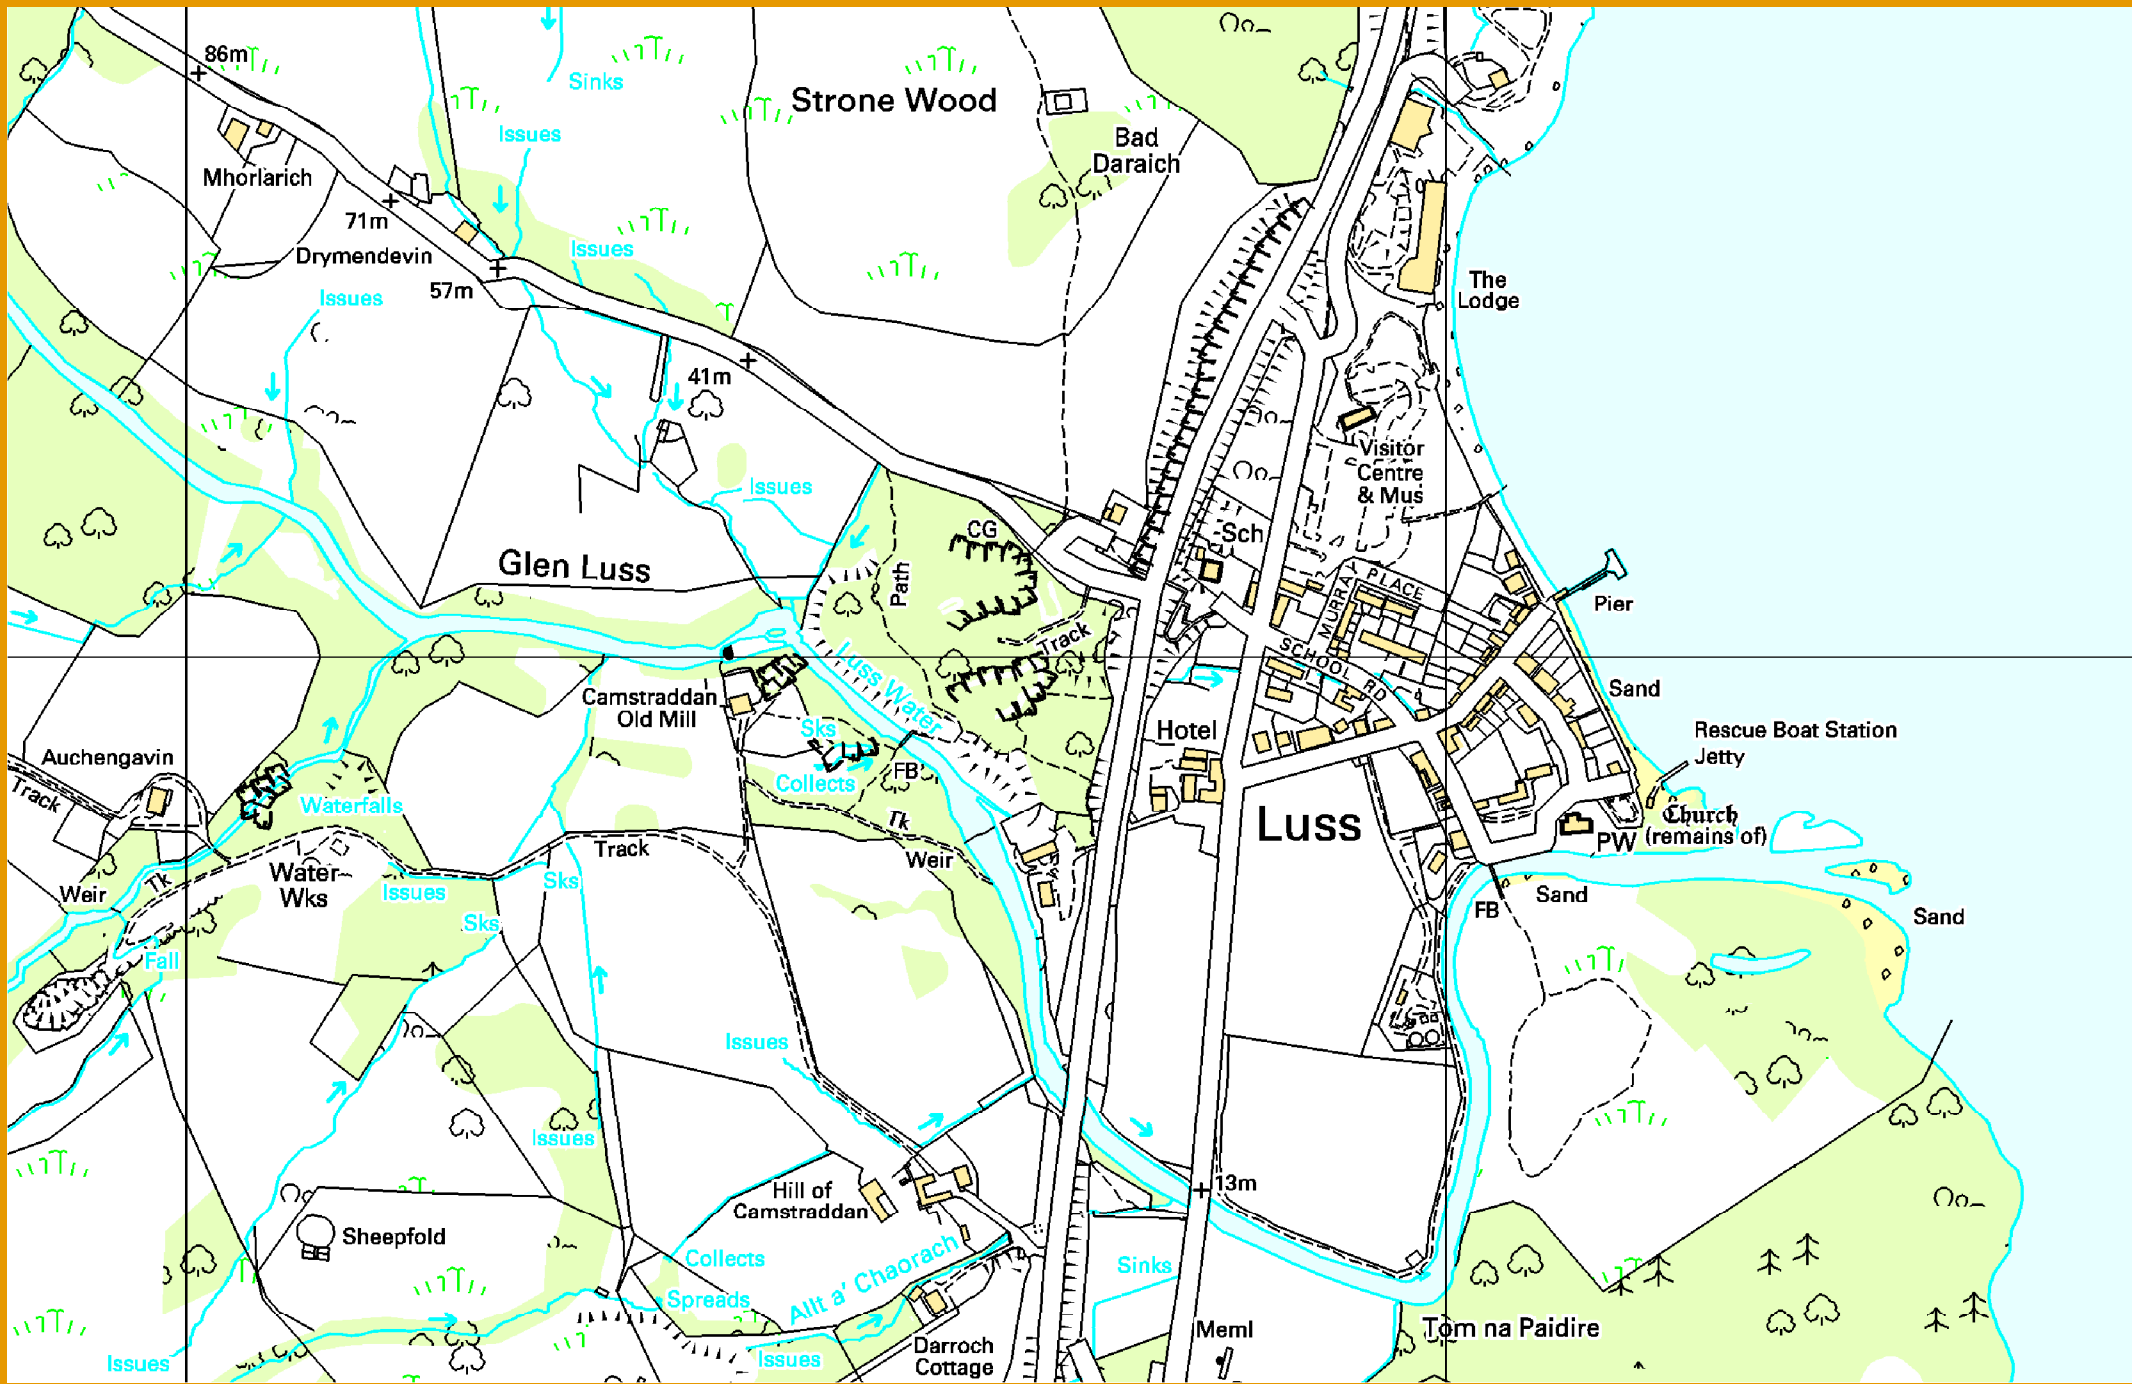 86m
Sinks
Strone Wood
Issues
Bad
Daraich
Mhorlarich
71m
Drymendevin
Issues
57m
Issues
The
Lodge
41m
Visitor
Centre
& Mus
Issues
CG
Sch
Glen Luss
Path
MURRAY PLACE
Pier
Track
SCHOOL RD
Luss Water
Camstraddan
Old Mill
Sand
Sks
Hotel
Rescue Boat Station
Jetty
Auchengavin
Track
FB
Collects
Waterfalls
Tk
Luss
Church
(remains of)
PW
Track
Weir
Water
Wks
Issues
Sks
Tk
Weir
Sand
FB
Sand
Sks
Fall
Issues
Issues
13m
Hill of
Camstraddan
Sheepfold
Collects
Allt a' Chaorach
Sinks
Spreads
Meml
Tom na Paidire
Issues
Issues
Darroch
Cottage